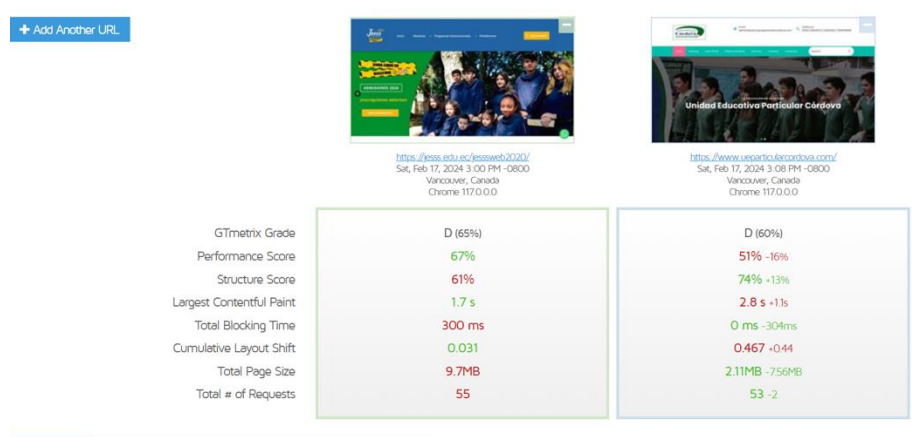 + Add Another URL
https://jesss.edu.ec/jesssweb2020/
Sat, Feb 17, 2024 3:00 PM -0800
Vancouver, Canada
Chrome 117.0.0.0
Unidad Educativa Particular Córdova
https://www.ueparticularcordova.com/
Sat, Feb 17, 2024 3:08 PM -0800
Vancouver, Canada
Chrome 117.0.0.0
GTmetrix Grade D (65%) D (60%)
Performance Score 67% 51% -16%
Structure Score 61% 74% +13%
Largest Contentful Paint 1.7 s 2.8 s +1.1s
Total Blocking Time 300 ms 0 ms -304ms
Cumulative Layout Shift 0.031 0.467 +0.44
Total Page Size 9.7MB 2.11MB -7.56MB
Total # of Requests 55 53 -2